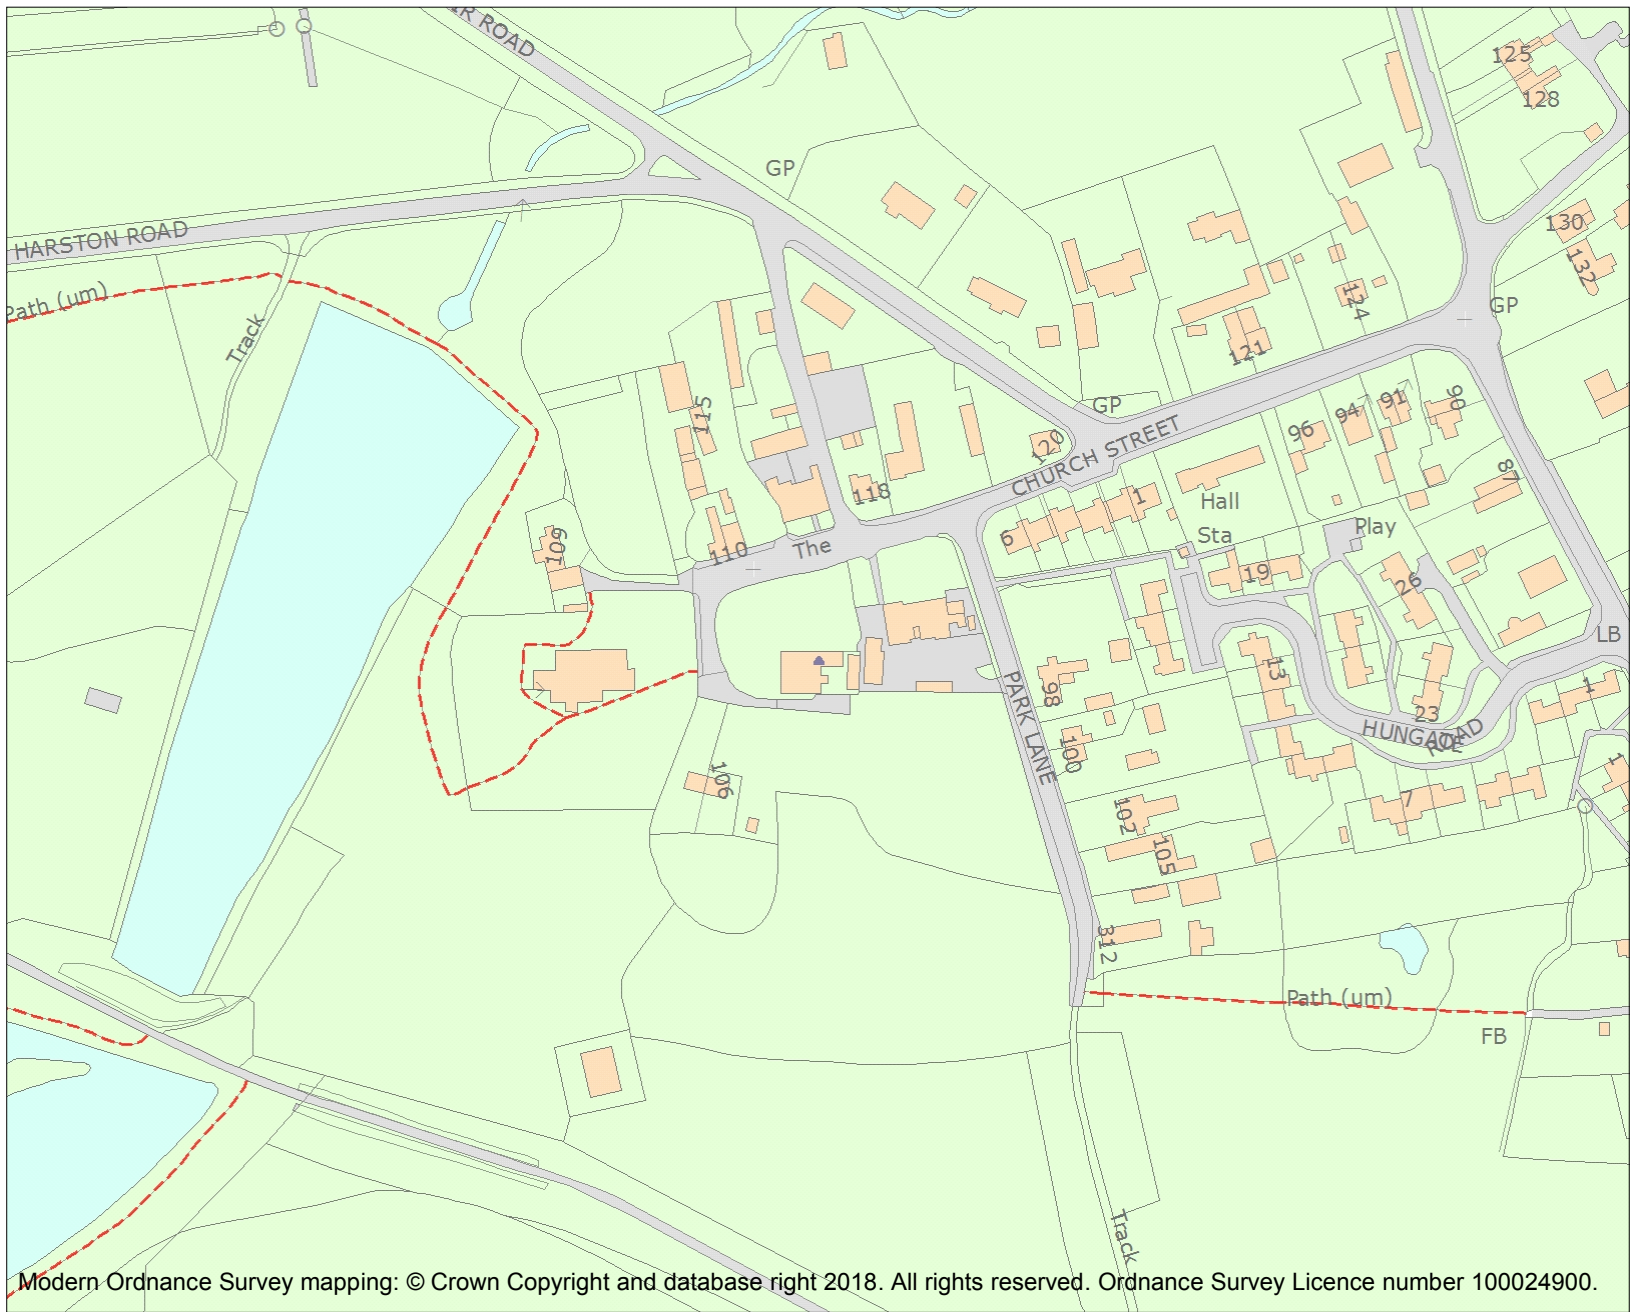 IR ROAD
125
128
GP
130
HARSTON ROAD
132
Path (um)
124
GP
Track
121
115
GP
91
90
94
96
120
CHURCH STREET
87
118
1
Hall
Play
6
Sta
109
110
The
19
26
LB
13
98
PARK LANE
1
23
HUNGATE
ROAD
100
106
1
7
102
105
312
Path (um)
FB
Track
Modern Ordnance Survey mapping: © Crown Copyright and database right 2018. All rights reserved. Ordnance Survey Licence number 100024900.